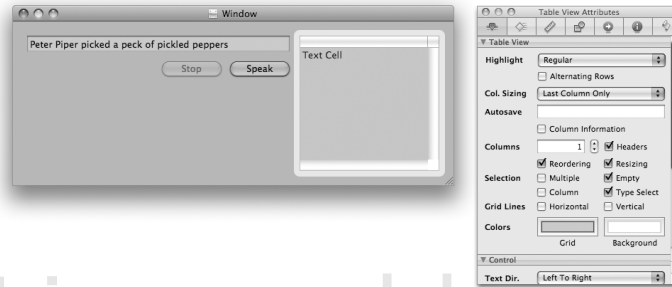 Window
Peter Piper picked a peck of pickled peppers
Stop
Speak
Text Cell
Table View Attributes
Table View
Highlight Regular
Alternating Rows
Col. Sizing Last Column Only
Autosave
Column Information
Columns 1 Headers
Reordering Resizing
Selection Multiple Empty
Column Type Select
Grid Lines Horizontal Vertical
Colors
Grid Background
Control
Text Dir. Left To Right